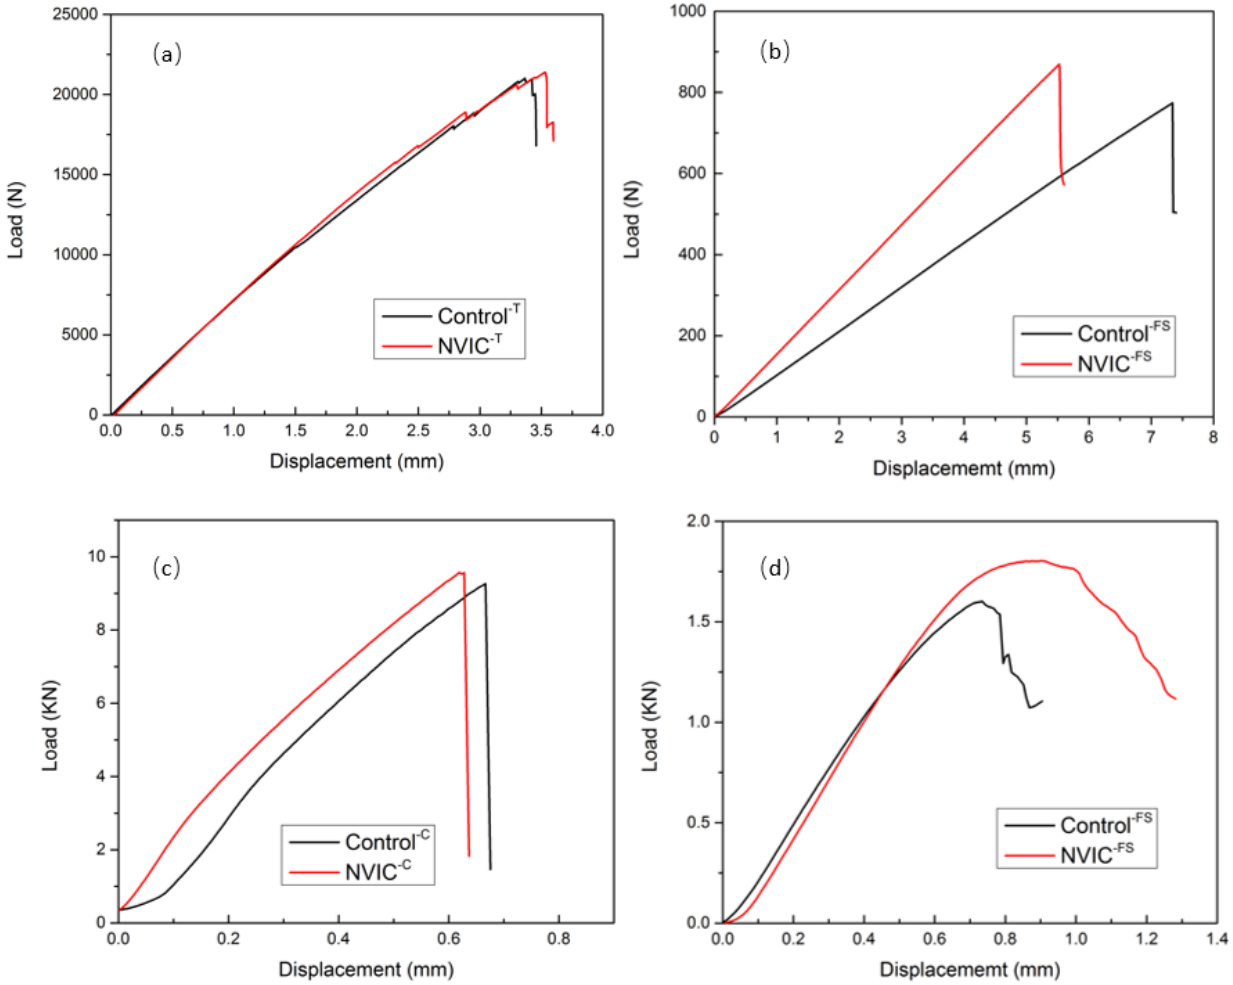 (a)
25000
20000
15000
10000
5000
0
Load (N)
Control-T
NVIC-T
0.0 0.5 1.0 1.5 2.0 2.5 3.0 3.5 4.0
Displacement (mm)
(b)
1000
800
600
400
200
0
Load (N)
Control-FS
NVIC-FS
0 1 2 3 4 5 6 7 8
Displacememt (mm)
(c)
10
8
6
4
2
0
Load (KN)
Control-C
NVIC-C
0.0 0.2 0.4 0.6 0.8
Displacement (mm)
(d)
2.0
1.5
1.0
0.5
0.0
Load (KN)
Control-FS
NVIC-FS
0.0 0.2 0.4 0.6 0.8 1.0 1.2 1.4
Displacememt (mm)